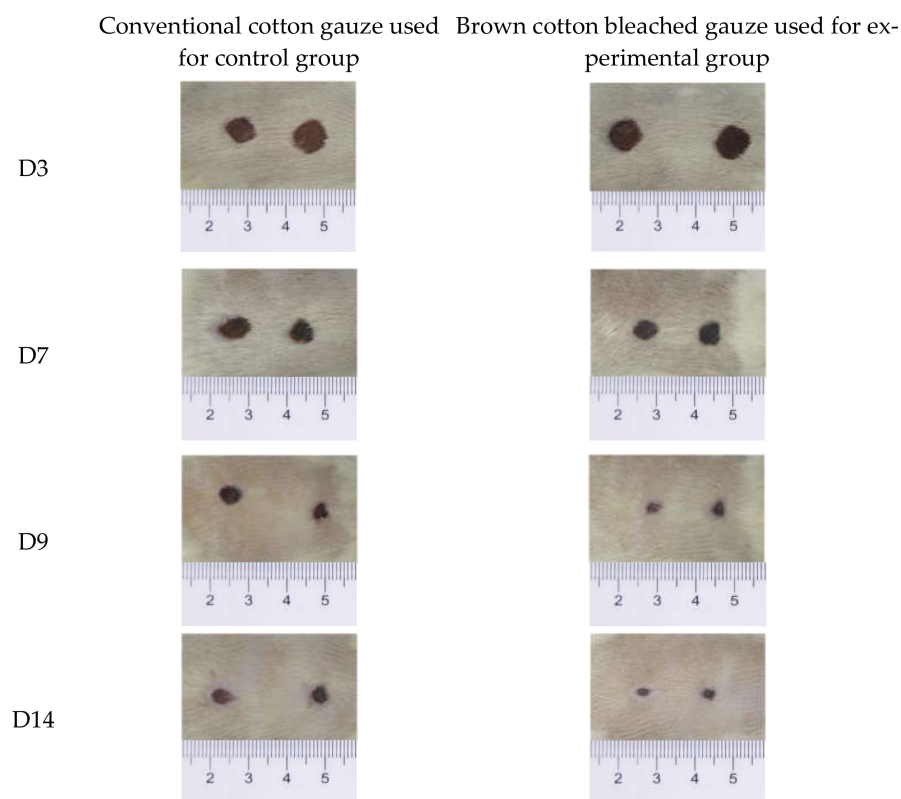 Conventional cotton gauze used
for control group
Brown cotton bleached gauze used for ex-
perimental group
D3
2 3 4 5
2 3 4 5
D7
2 3 4 5
2 3 4 5
D9
2 3 4 5
2 3 4 5
D14
2 3 4 5
2 3 4 5